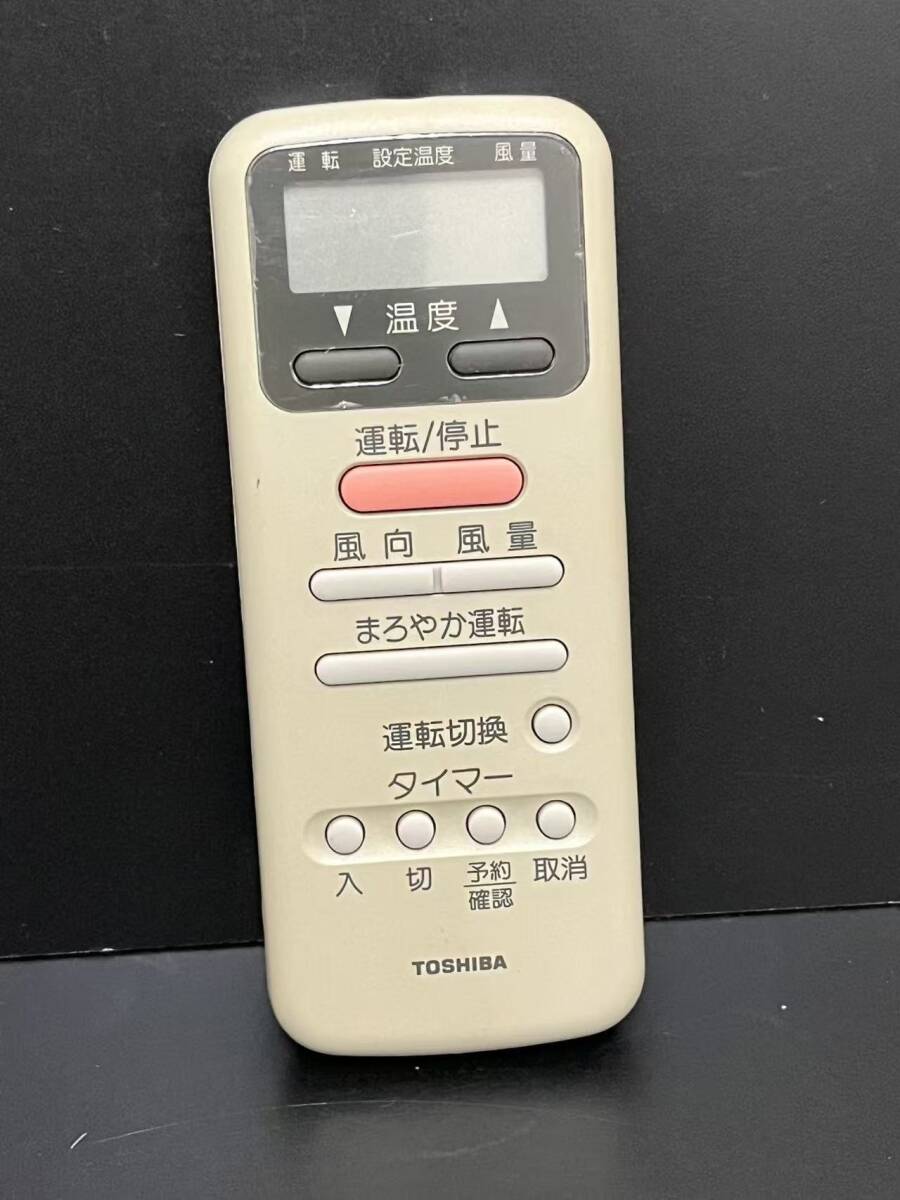 運転 設定温度 風量
▼ 温度 ▲
運転/停止
風向 風量
まろやか運転
運転切換
タイマー
入 切 予約 取消
確認
TOSHIBA